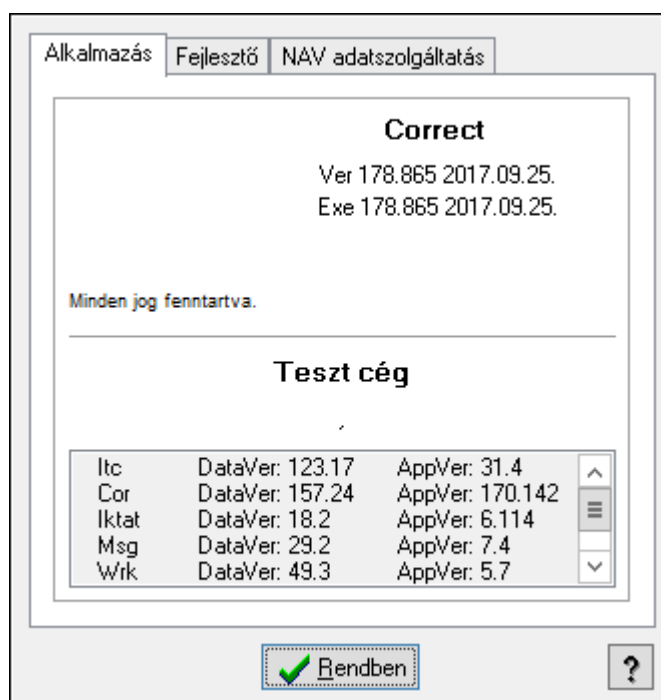 Alkalmazás Fejlesztő NAV adatszolgáltatás
Correct
Ver 178.865 2017.09.25.
Exe 178.865 2017.09.25.
Minden jog fenntartva.
Teszt cég
,
Itc DataVer: 123.17 AppVer: 31.4
Cor DataVer: 157.24 AppVer: 170.142
Iktat DataVer: 18.2 AppVer: 6.114
Msg DataVer: 29.2 AppVer: 7.4
Wrk DataVer: 49.3 AppVer: 5.7
Rendben ?